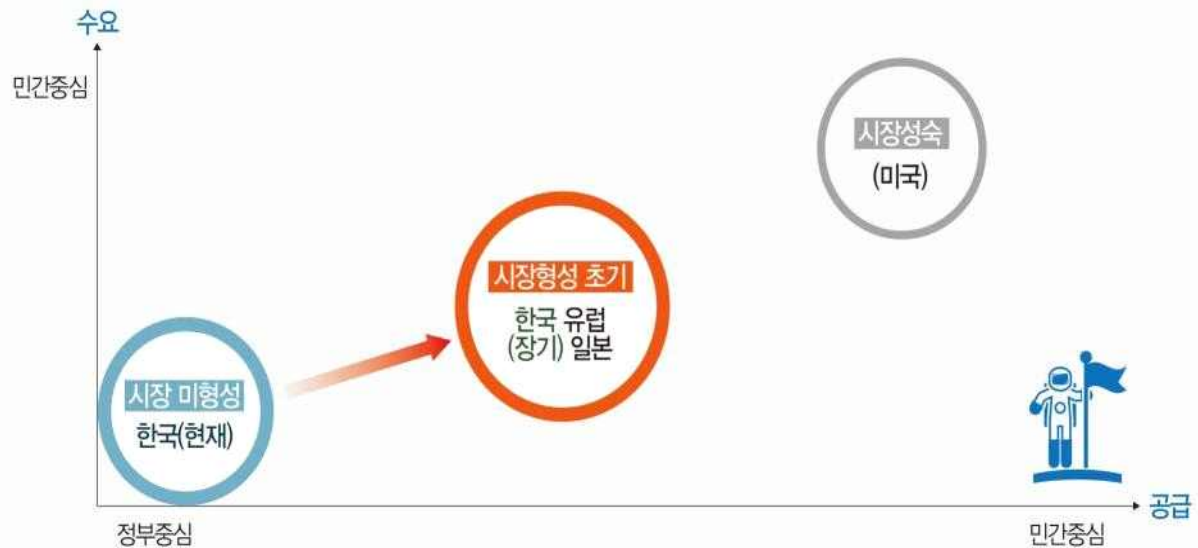 수요
민간중심
시장성숙
(미국)
시장형성 초기
한국 유럽
(장기) 일본
시장 미형성
한국(현재)
공급
정부중심
민간중심